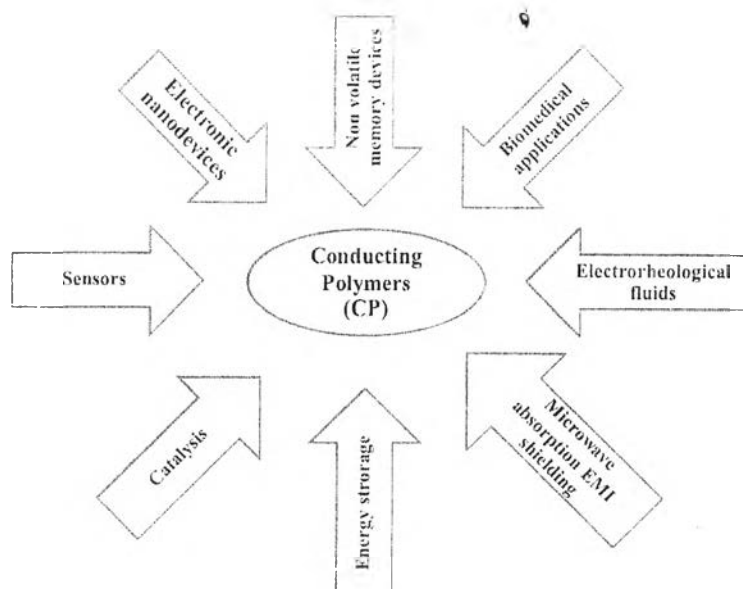 Electronic
nanodevices
Non volatile
memory devices
Biomedical
applications
Sensors
Conducting
Polymers
(CP)
Electrorheological
fluids
Catalysis
Energy strorage
Microwave
absorption EMI
shielding